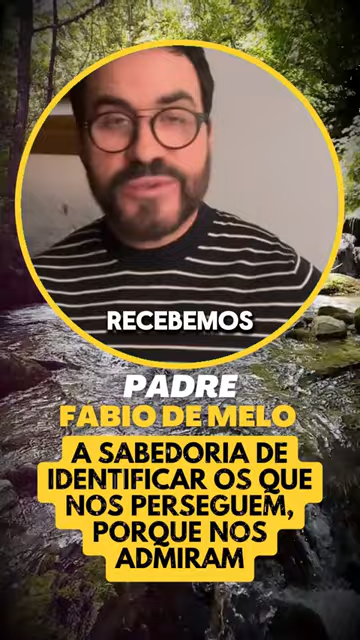 RECEBEMOS
PADRE
FABIO DE MELO
A SABEDORIA DE
IDENTIFICAR OS QUE
NOS PERSEGUEM,
PORQUE NOS
ADMIRAM